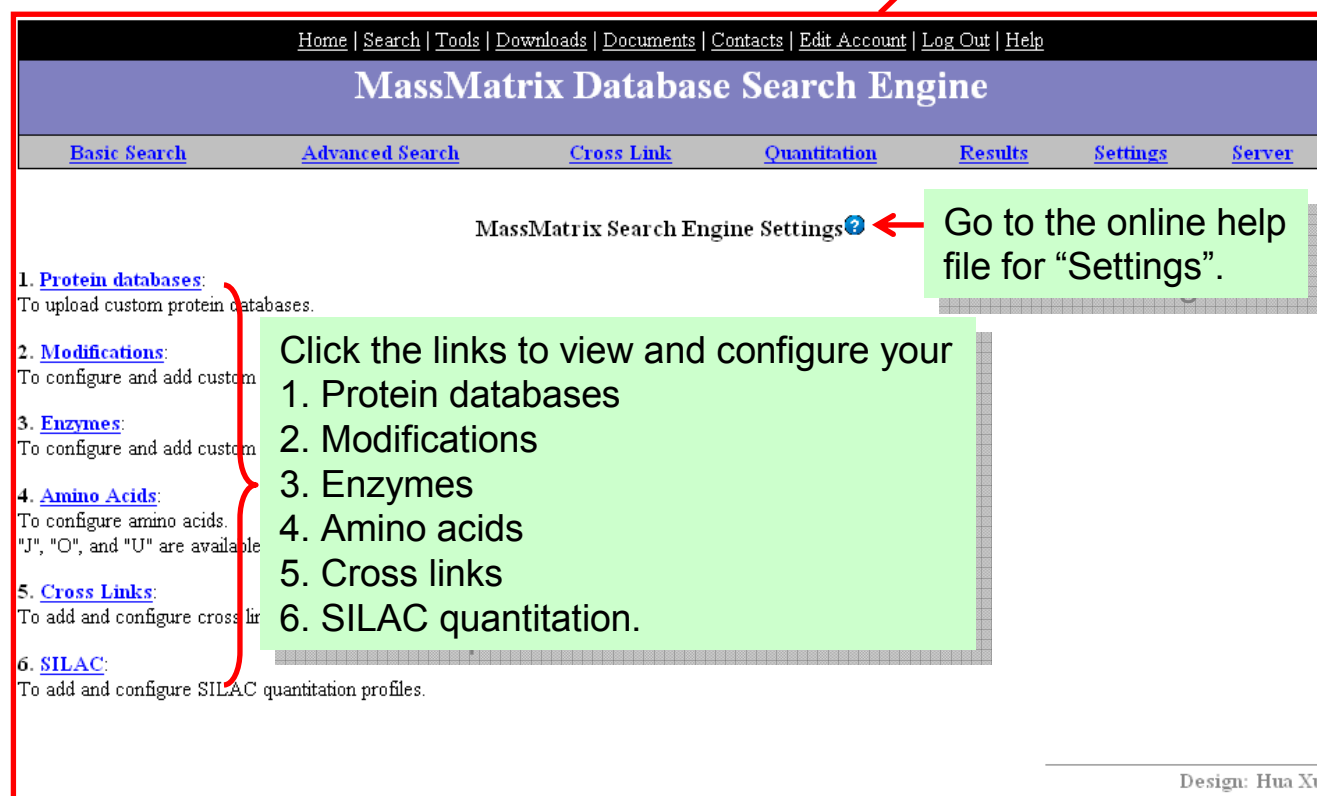 Home | Search | Tools | Downloads | Documents | Contacts | Edit Account | Log Out | Help
MassMatrix Database Search Engine
Basic Search Advanced Search Cross Link Quantitation Results Settings Server
MassMatrix Search Engine Settings
Go to the online help
file for “Settings”.
1. Protein databases:
To upload custom protein databases.
2. Modifications:
To configure and add custom
3. Enzymes:
To configure and add custom
4. Amino Acids:
To configure amino acids.
"J", "O", and "U" are available
5. Cross Links:
To add and configure cross
6. SILAC:
To add and configure SILAC quantitation profiles.
Click the links to view and configure your
1. Protein databases
2. Modifications
3. Enzymes
4. Amino acids
5. Cross links
6. SILAC quantitation.
Design: Hua Xu